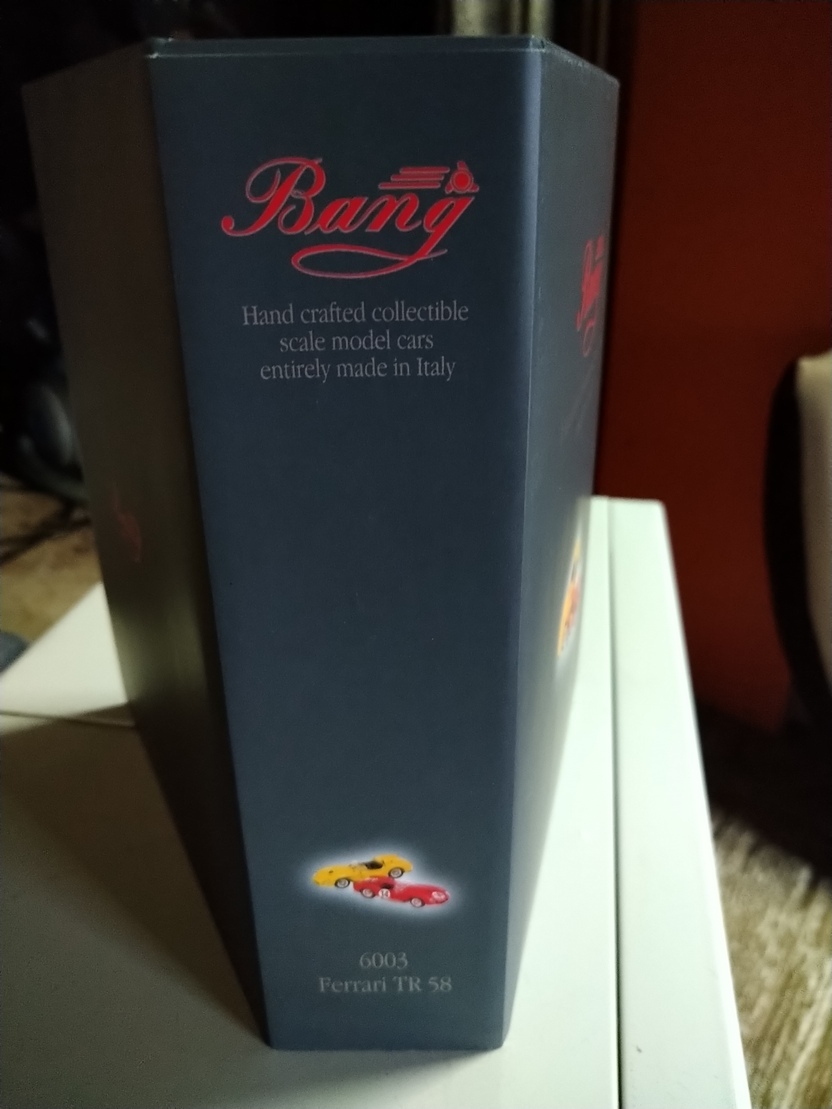 Bang
Hand crafted collectible
scale model cars
entirely made in Italy
6003
Ferrari TR 58